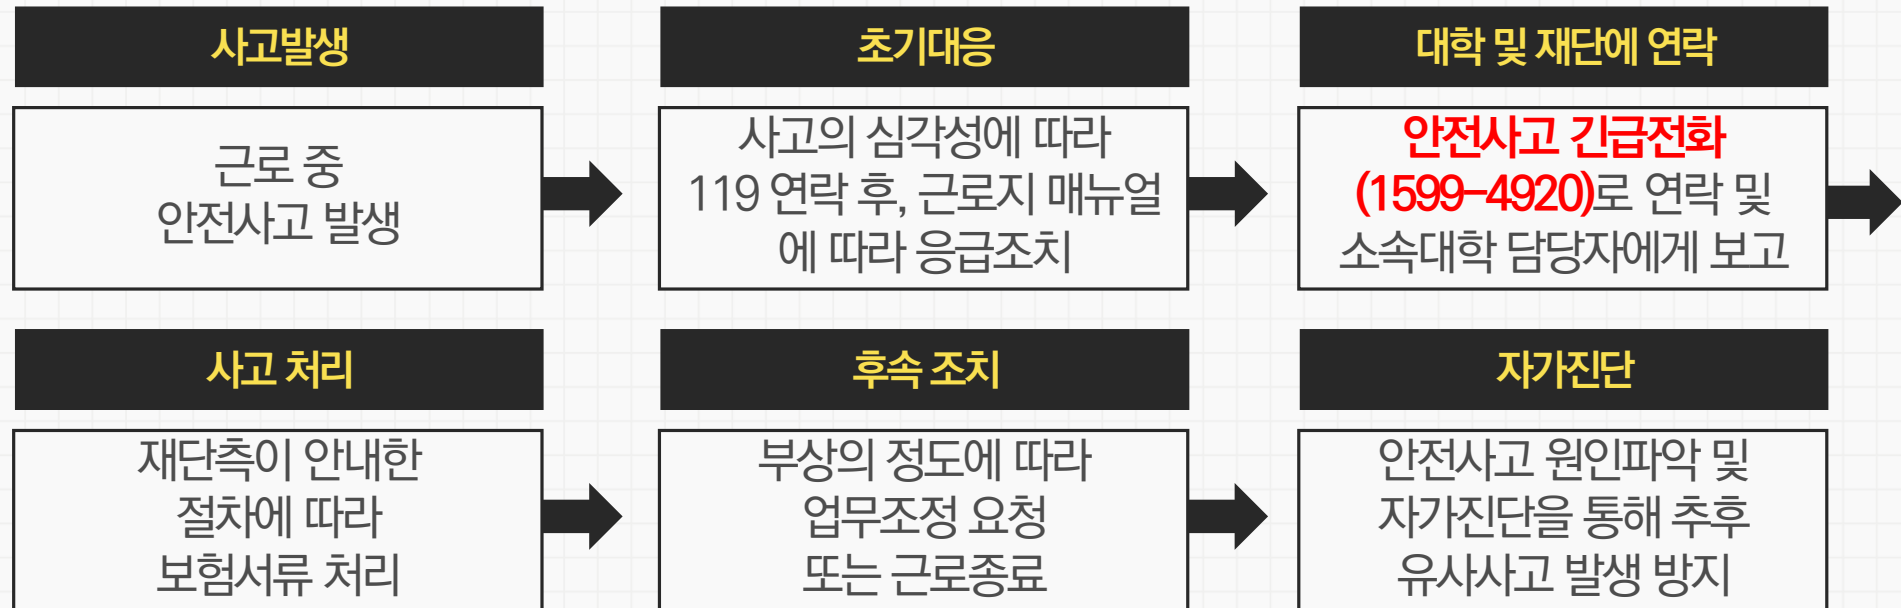 사고발생
근로 중
안전사고 발생
초기대응
사고의 심각성에 따라
119 연락 후, 근로지 매뉴얼
에 따라 응급조치
대학 및 재단에 연락
안전사고 긴급전화
(1599-4920)로 연락 및
소속대학 담당자에게 보고
사고 처리
재단측이 안내한
절차에 따라
보험서류 처리
후속 조치
부상의 정도에 따라
업무조정 요청
또는 근로종료
자가진단
안전사고 원인파악 및
자가진단을 통해 추후
유사사고 발생 방지